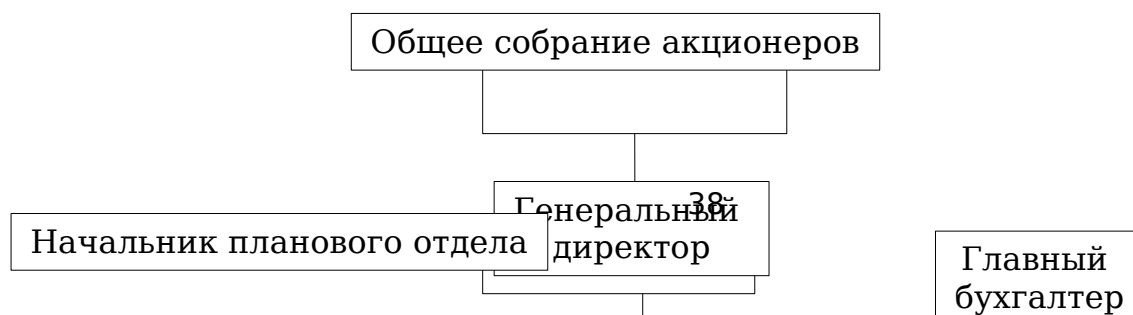 Общее собрание акционеров
38
Генеральный
директор
Начальник планового отдела
Главный
бухгалтер